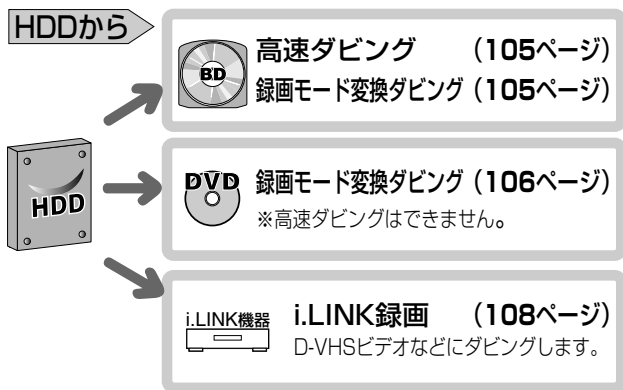 HDDから
BD
高速ダビング （105ページ）
録画モード変換ダビング（105ページ）
HDD
DVD
録画モード変換ダビング（106ページ）
※高速ダビングはできません。
i.LINK機器
i.LINK録画 （108ページ）
D-VHSビデオなどにダビングします。